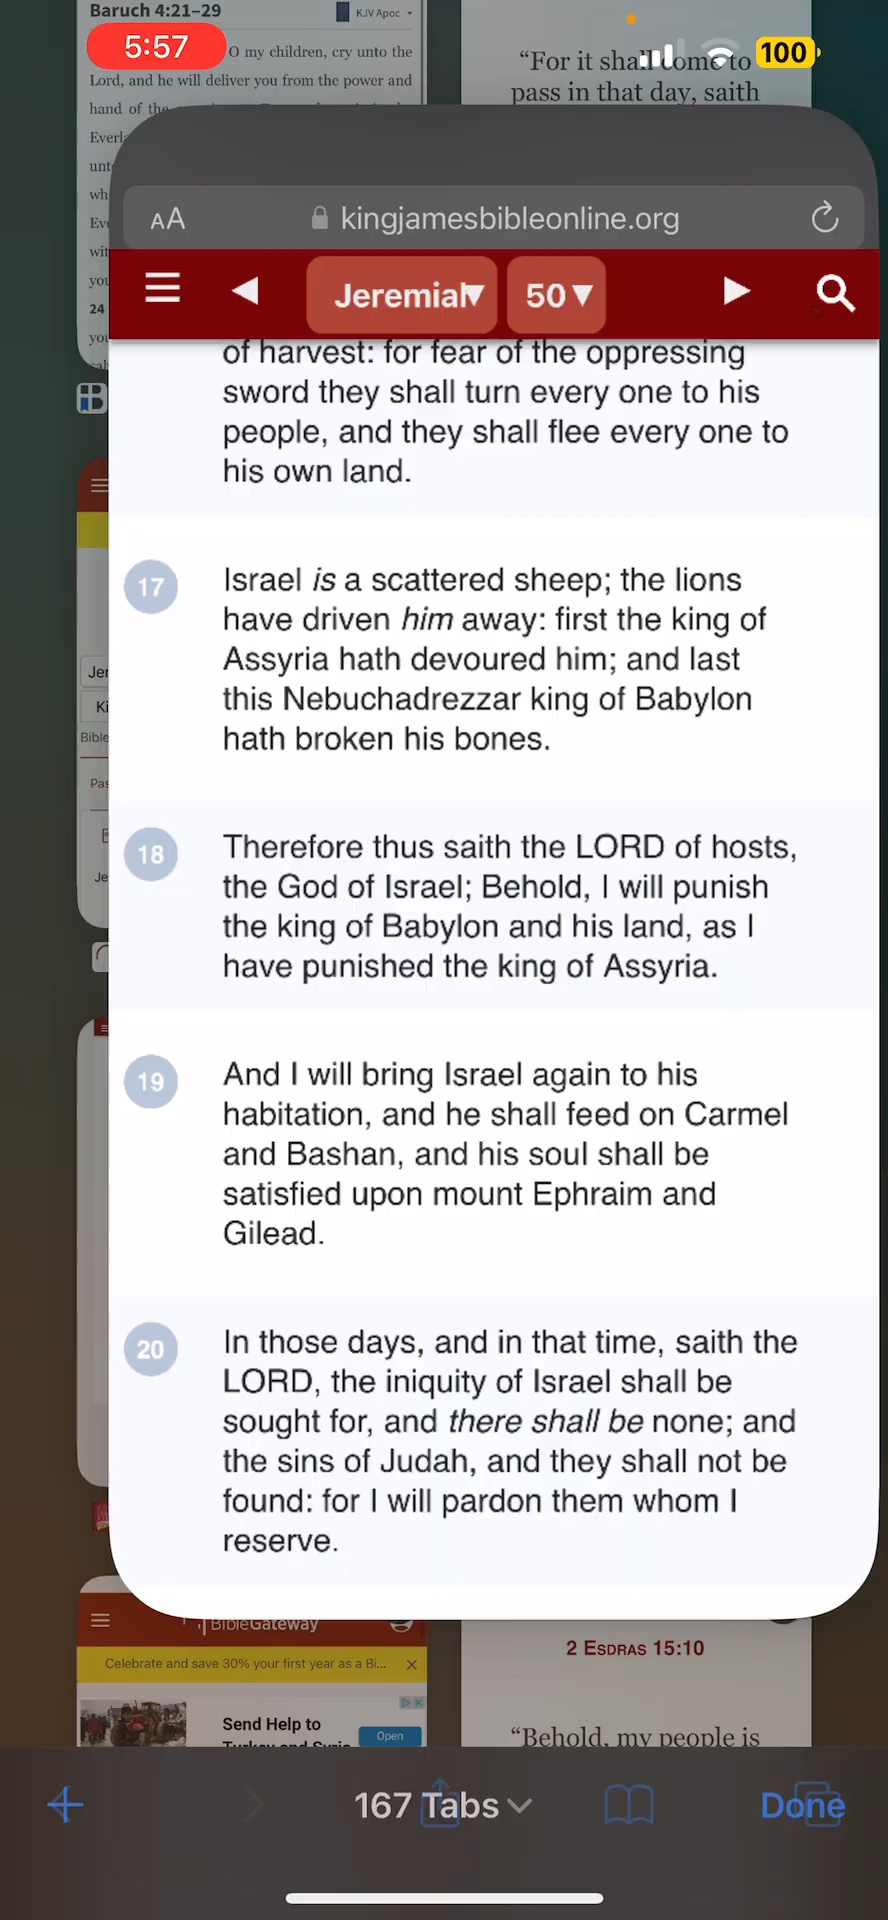 Baruch 4:21–29
KJV Apoc
5:57
100
O my children, cry unto the
Lord, and he will deliver you from the power and
hand of the
"For it shall come to
pass in that day, saith
24
AA
kingjamesbibleonline.org
50
of harvest: for fear of the oppressing
sword they shall turn every one to his
people, and they shall flee every one to
his own land.
17
Israel is a scattered sheep; the lions
have driven him away: first the king of
Assyria hath devoured him; and last
this Nebuchadrezzar king of Babylon
hath broken his bones.
18
Therefore thus saith the LORD of hosts,
the God of Israel; Behold, I will punish
the king of Babylon and his land, as I
have punished the king of Assyria.
19
And I will bring Israel again to his
habitation, and he shall feed on Carmel
and Bashan, and his soul shall be
satisfied upon mount Ephraim and
Gilead.
20
In those days, and in that time, saith the
LORD, the iniquity of Israel shall be
sought for, and there shall be none; and
the sins of Judah, and they shall not be
found: for I will pardon them whom I
reserve.
Bible
BibleGateway
Celebrate and save 30% your first year as a Bi...
Send Help to
Turkey and Syria
Open
2 ESDRAS 15:10
"Behold, my people is
167 Tabs
Done